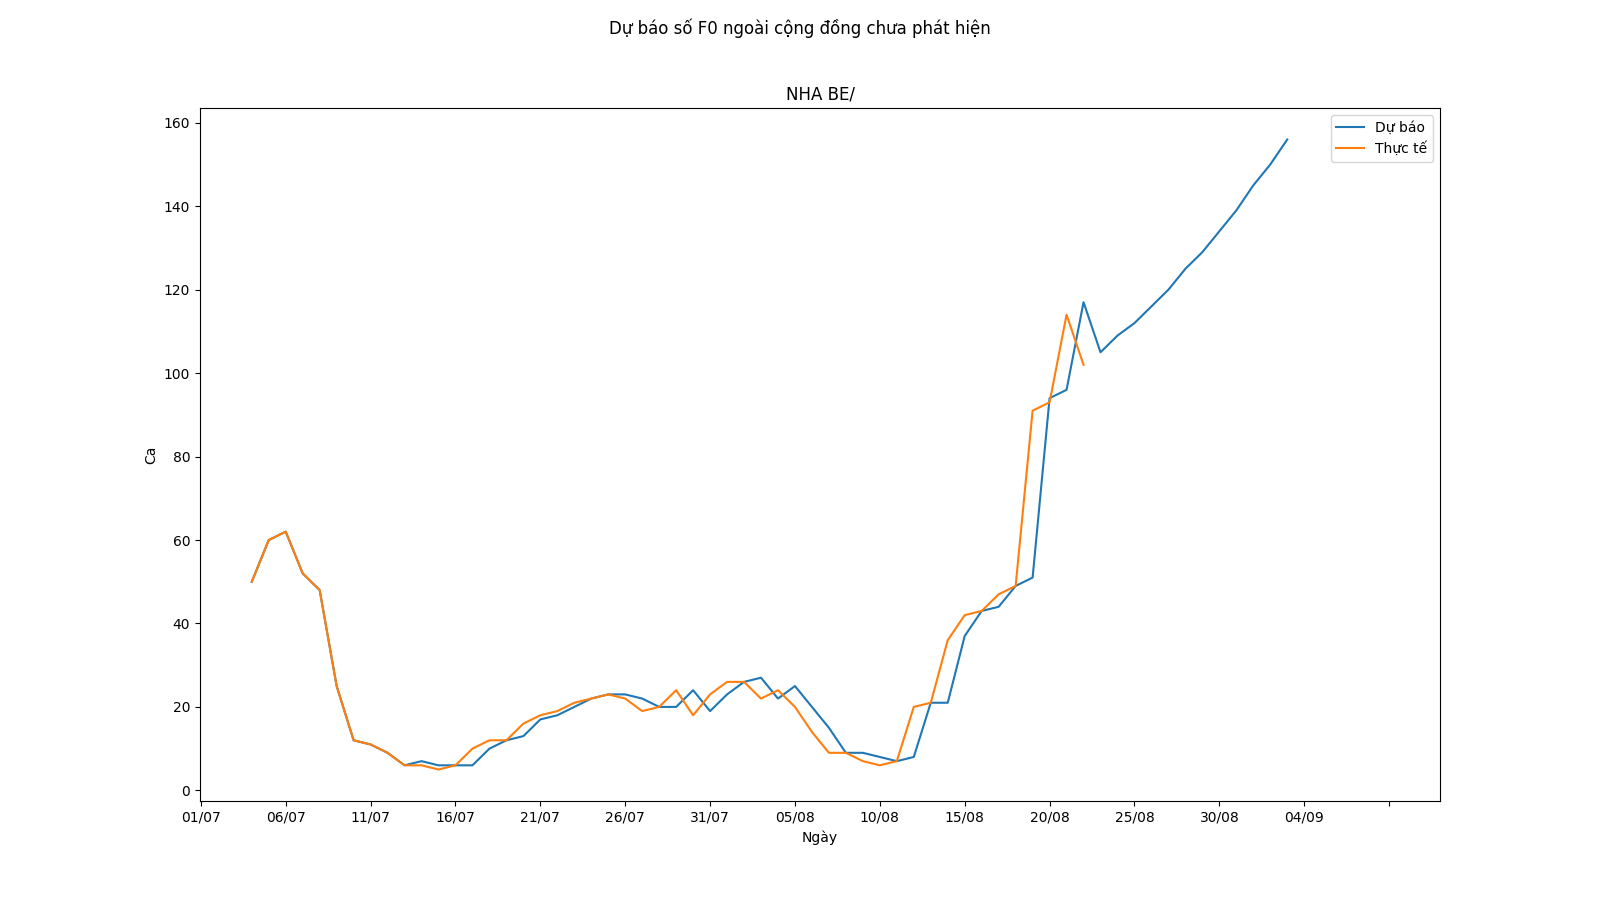 Dự báo số F0 ngoài cộng đồng chưa phát hiện
NHA BE/
Dự báo
Thực tế
160
140
120
100
80
60
40
20
0
Ca
01/07 06/07 11/07 16/07 21/07 26/07 31/07 05/08 10/08 15/08 20/08 25/08 30/08 04/09
Ngày